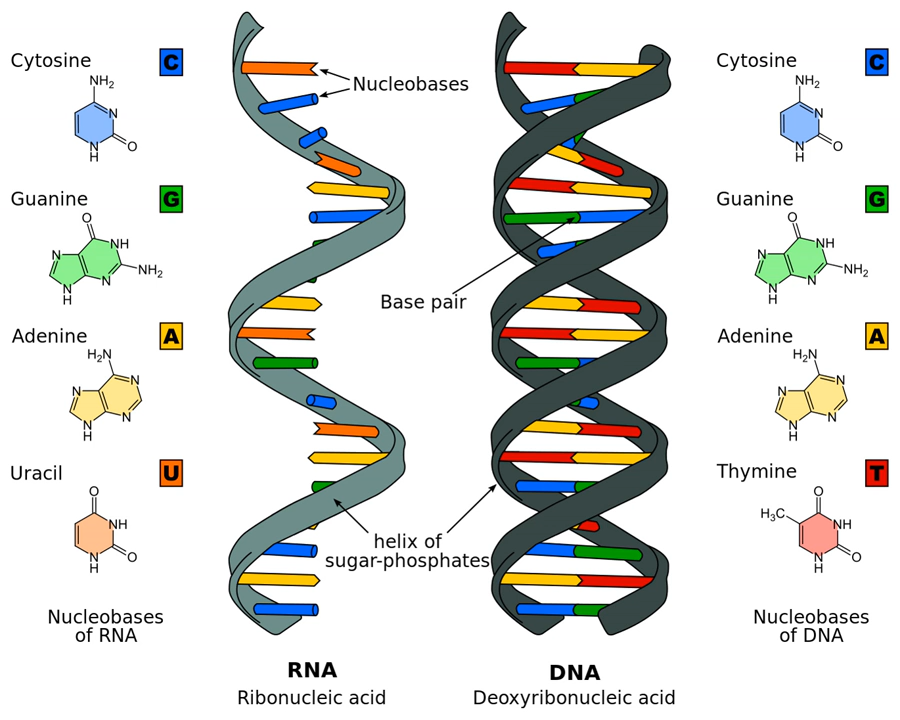 Cytosine
C
NH₂
N
N
H
O
Guanine
G
O
N
NH
N
H
N
NH₂
Adenine
A
H₂N
N
N
N
H
N
Uracil
U
O
NH
N
H
O
Nucleobases
of RNA
Nucleobases
Base pair
helix of
sugar-phosphates
RNA
Ribonucleic acid
DNA
Deoxyribonucleic acid
Cytosine
C
NH₂
N
N
H
O
Guanine
G
O
N
NH
N
H
N
NH₂
Adenine
A
H₂N
N
N
N
H
N
Thymine
T
O
H₃C
NH
N
H
O
Nucleobases
of DNA